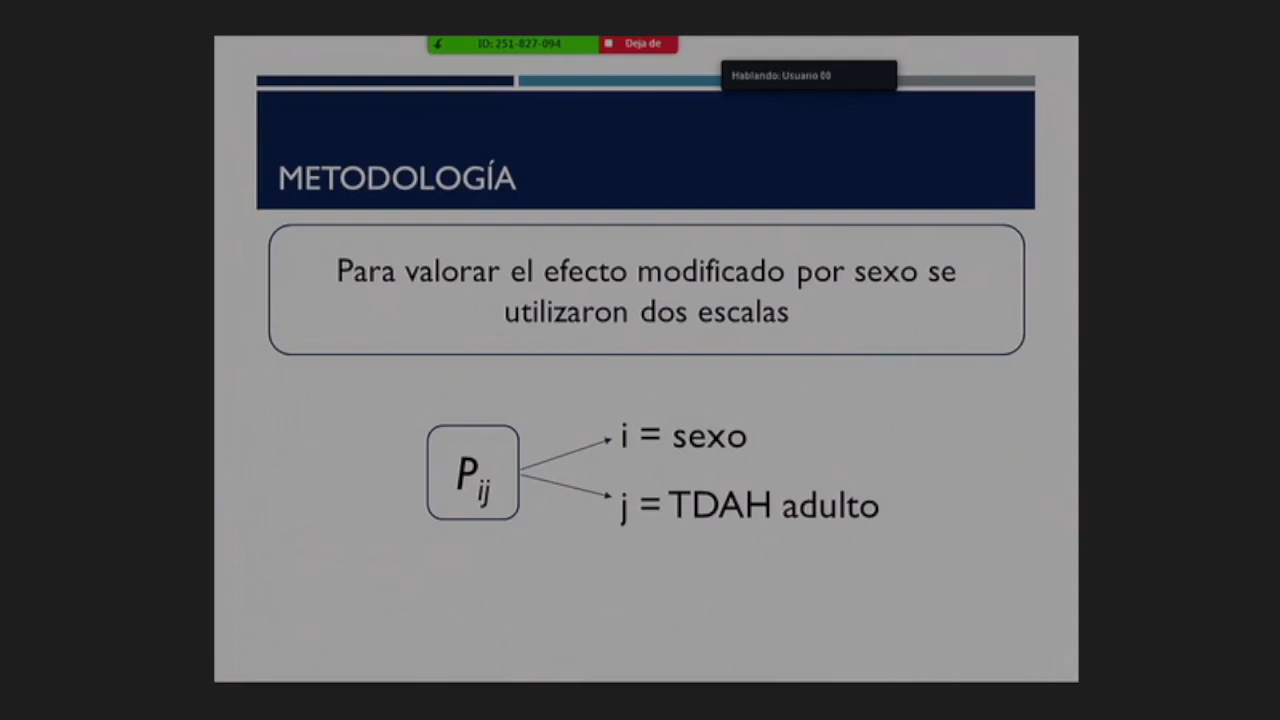 ID: 251-827-094
Deja de
Hablando: Usuario 00
METODOLOGÍA
Para valorar el efecto modificado por sexo se
utilizaron dos escalas
i = sexo
Pij
j = TDAH adulto